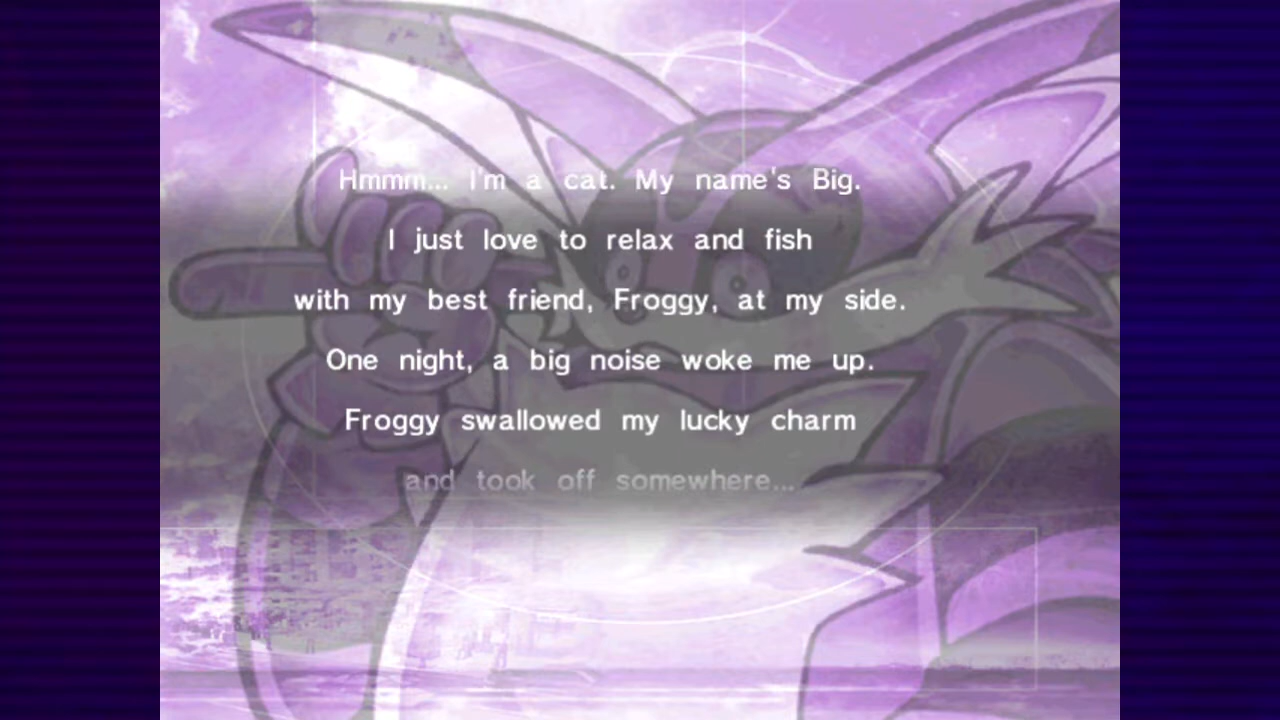 Hmmm... I'm a cat. My name's Big.
I just love to relax and fish
with my best friend, Froggy, at my side.
One night, a big noise woke me up.
Froggy swallowed my lucky charm
and took off somewhere...